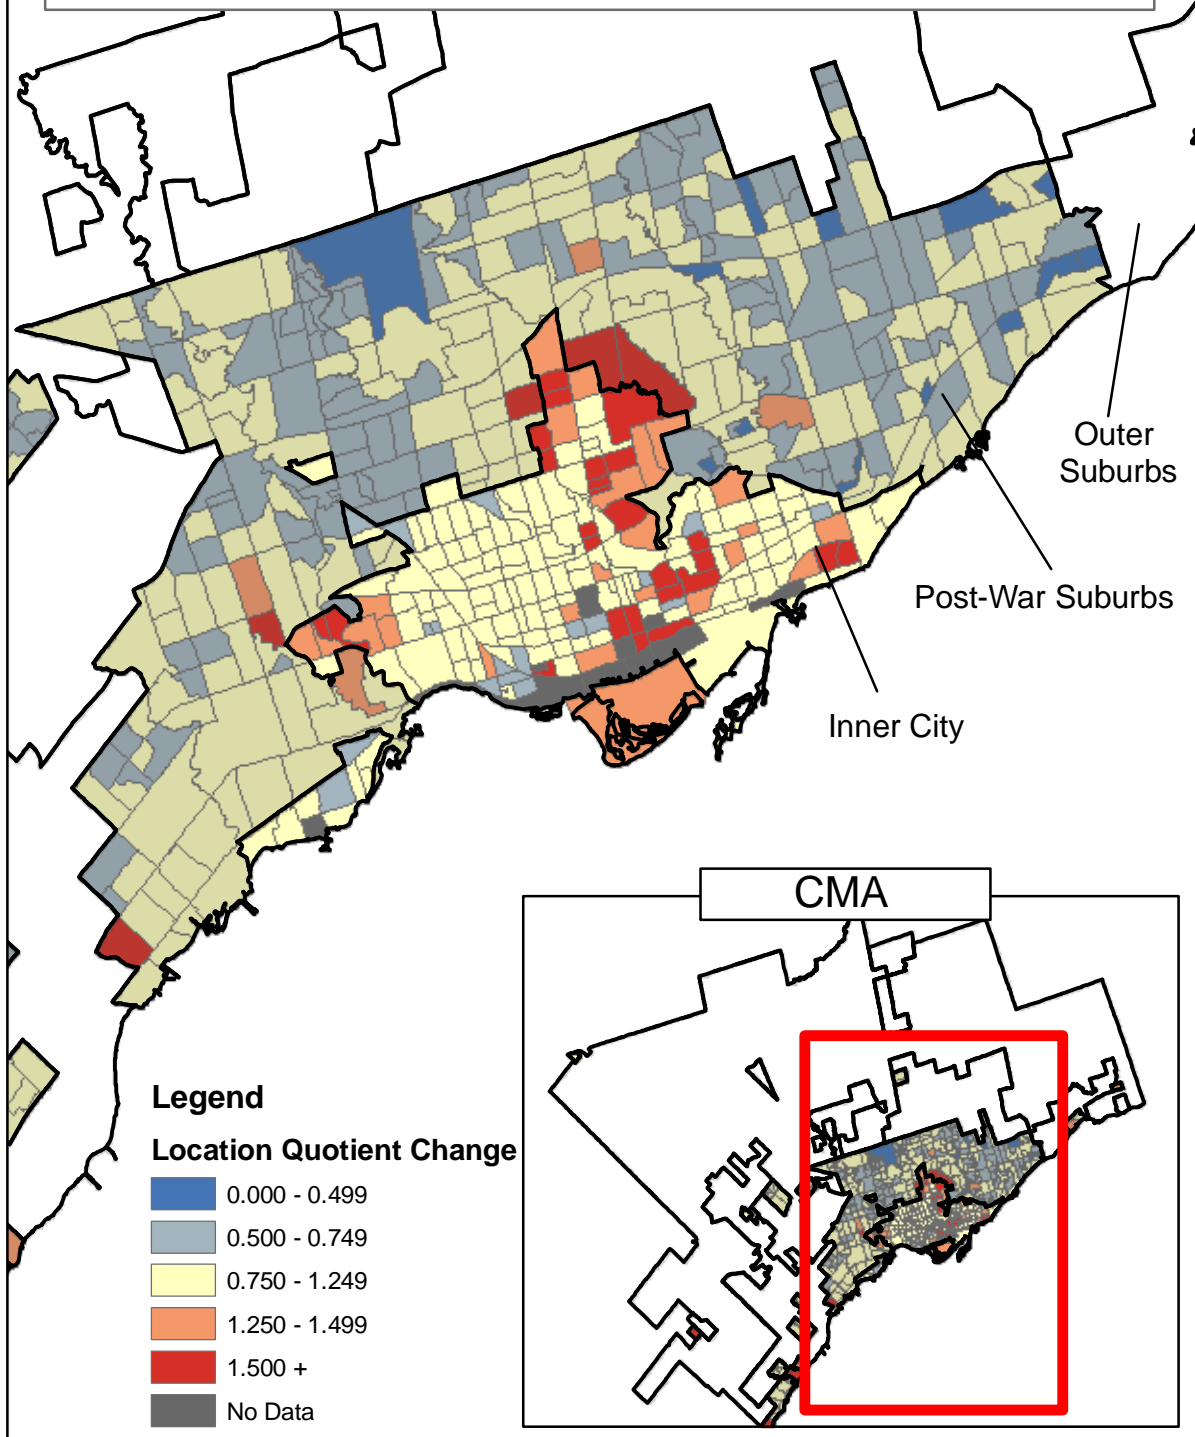 Outer
Suburbs
Post-War Suburbs
Inner City
CMA
Legend
Location Quotient Change
0.000 - 0.499
0.500 - 0.749
0.750 - 1.249
1.250 - 1.499
1.500 +
No Data